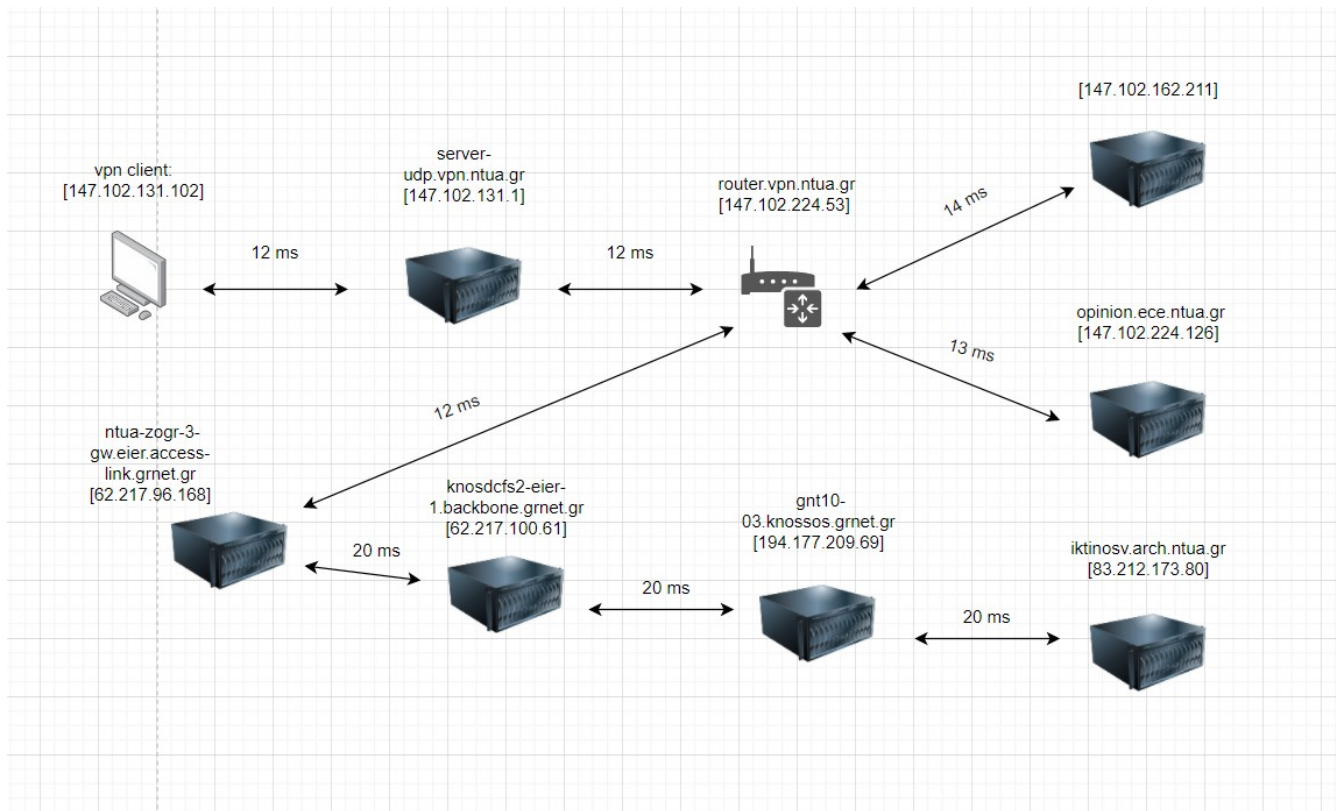 [147.102.162.211]
vpn client:
[147.102.131.102]
server-
udp.vpn.ntua.gr
[147.102.131.1]
router.vpn.ntua.gr
[147.102.224.53]
14 ms
12 ms
12 ms
opinion.ece.ntua.gr
[147.102.224.126]
13 ms
12 ms
ntua-zogr-3-
gw.eier.access-
link.grnet.gr
[62.217.96.168]
knosdcfs2-eier-
1.backbone.grnet.gr
[62.217.100.61]
gnt10-
03.knossos.grnet.gr
[194.177.209.69]
iktinosv.arch.ntua.gr
[83.212.173.80]
20 ms
20 ms
20 ms